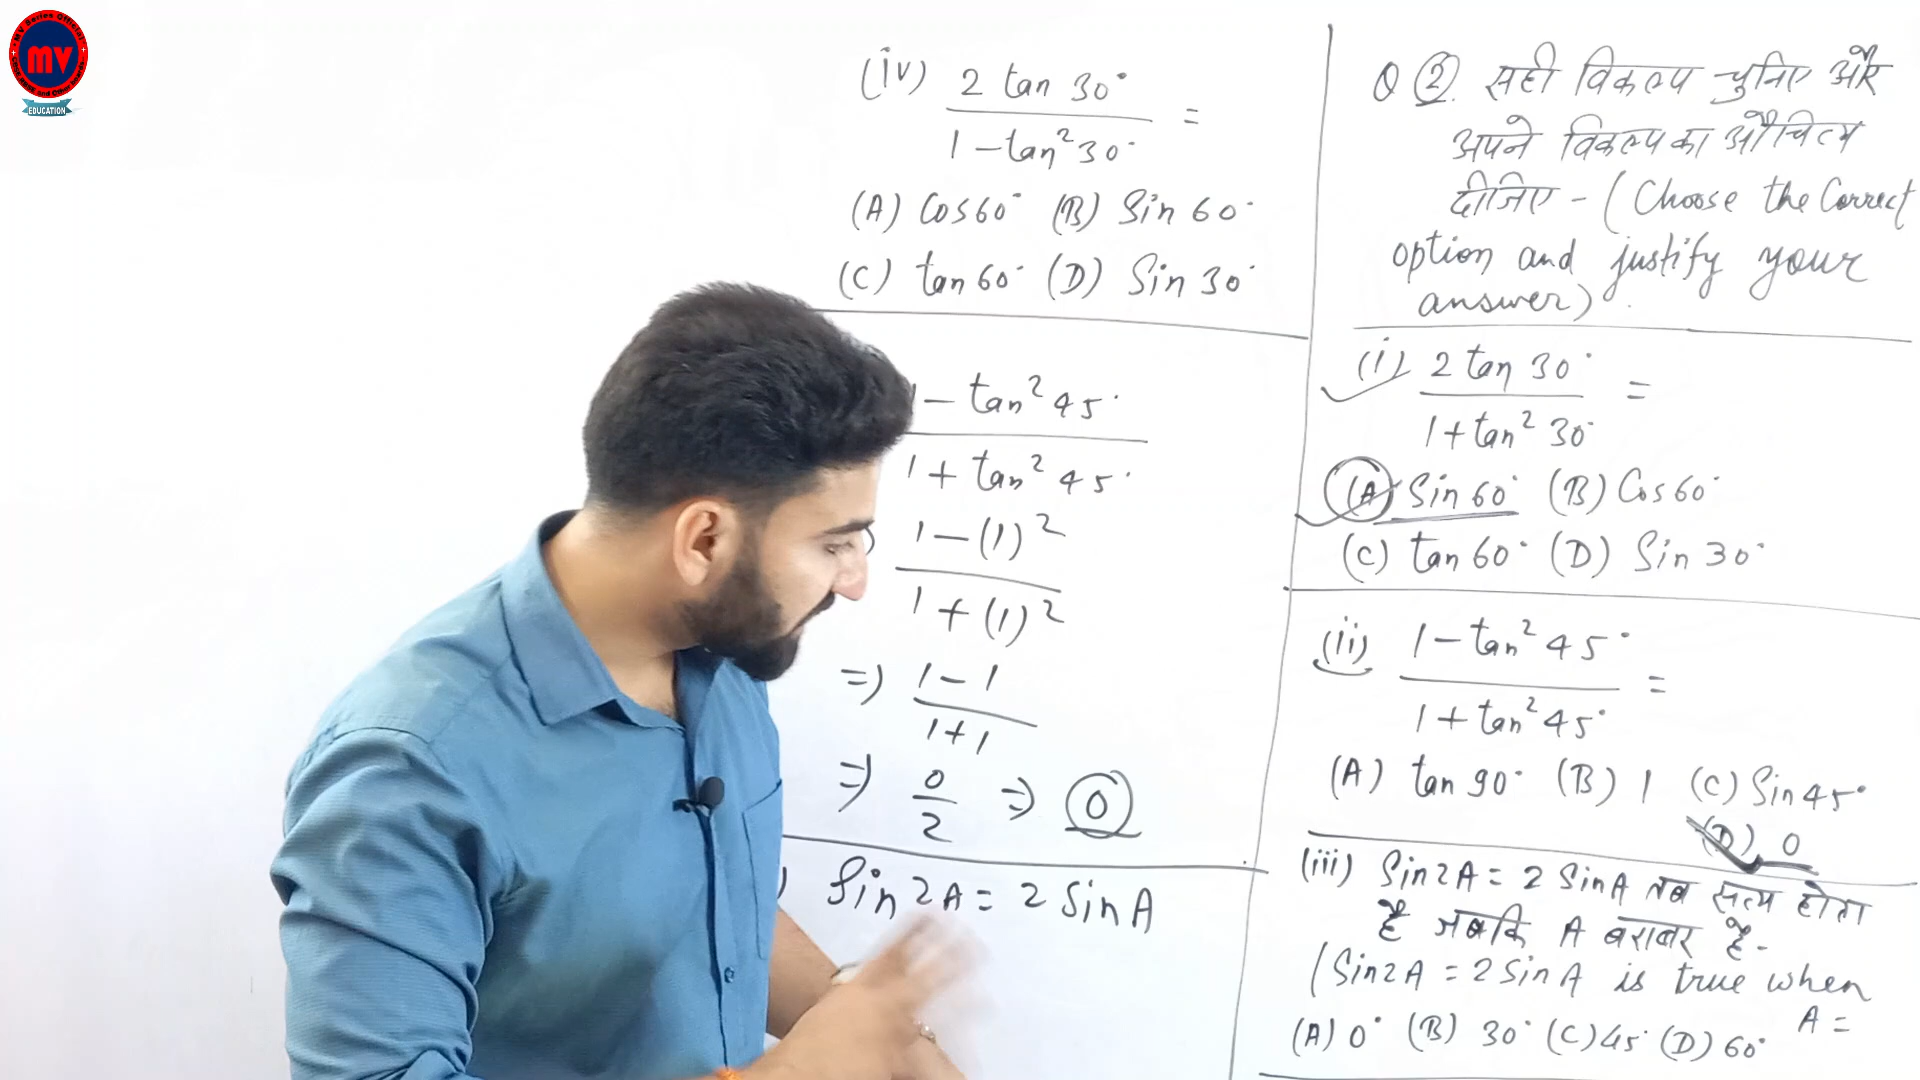 MV Series Official
MV
EDUCATION
(iv) 2 tan 30° =
1 - tan² 30°
(A) Cos 60° (B) Sin 60°
(C) tan 60° (D) Sin 30°
- tan² 45°
1 + tan² 45°
1 - (1)²
1 + (1)²
=) 1 - 1
1 + 1
=) 0 =) 0
2
) Sin 2A = 2 Sin A
Q (2). सही विकल्प चुनिए और
अपने विकल्प का औचित्य
दीजिए - (Choose the Correct
option and justify your
answer).
(i) 2 tan 30° =
1 + tan² 30°
(A) Sin 60° (B) Cos 60°
(C) tan 60° (D) Sin 30°
(ii) 1 - tan² 45° =
1 + tan² 45°
(A) tan 90° (B) 1 (C) Sin 45°
(D) 0
(iii) Sin 2A = 2 Sin A तब सत्य होता
है जबकि A बराबर है-
(Sin 2A = 2 Sin A is true when
A =
(A) 0° (B) 30° (C) 45° (D) 60°